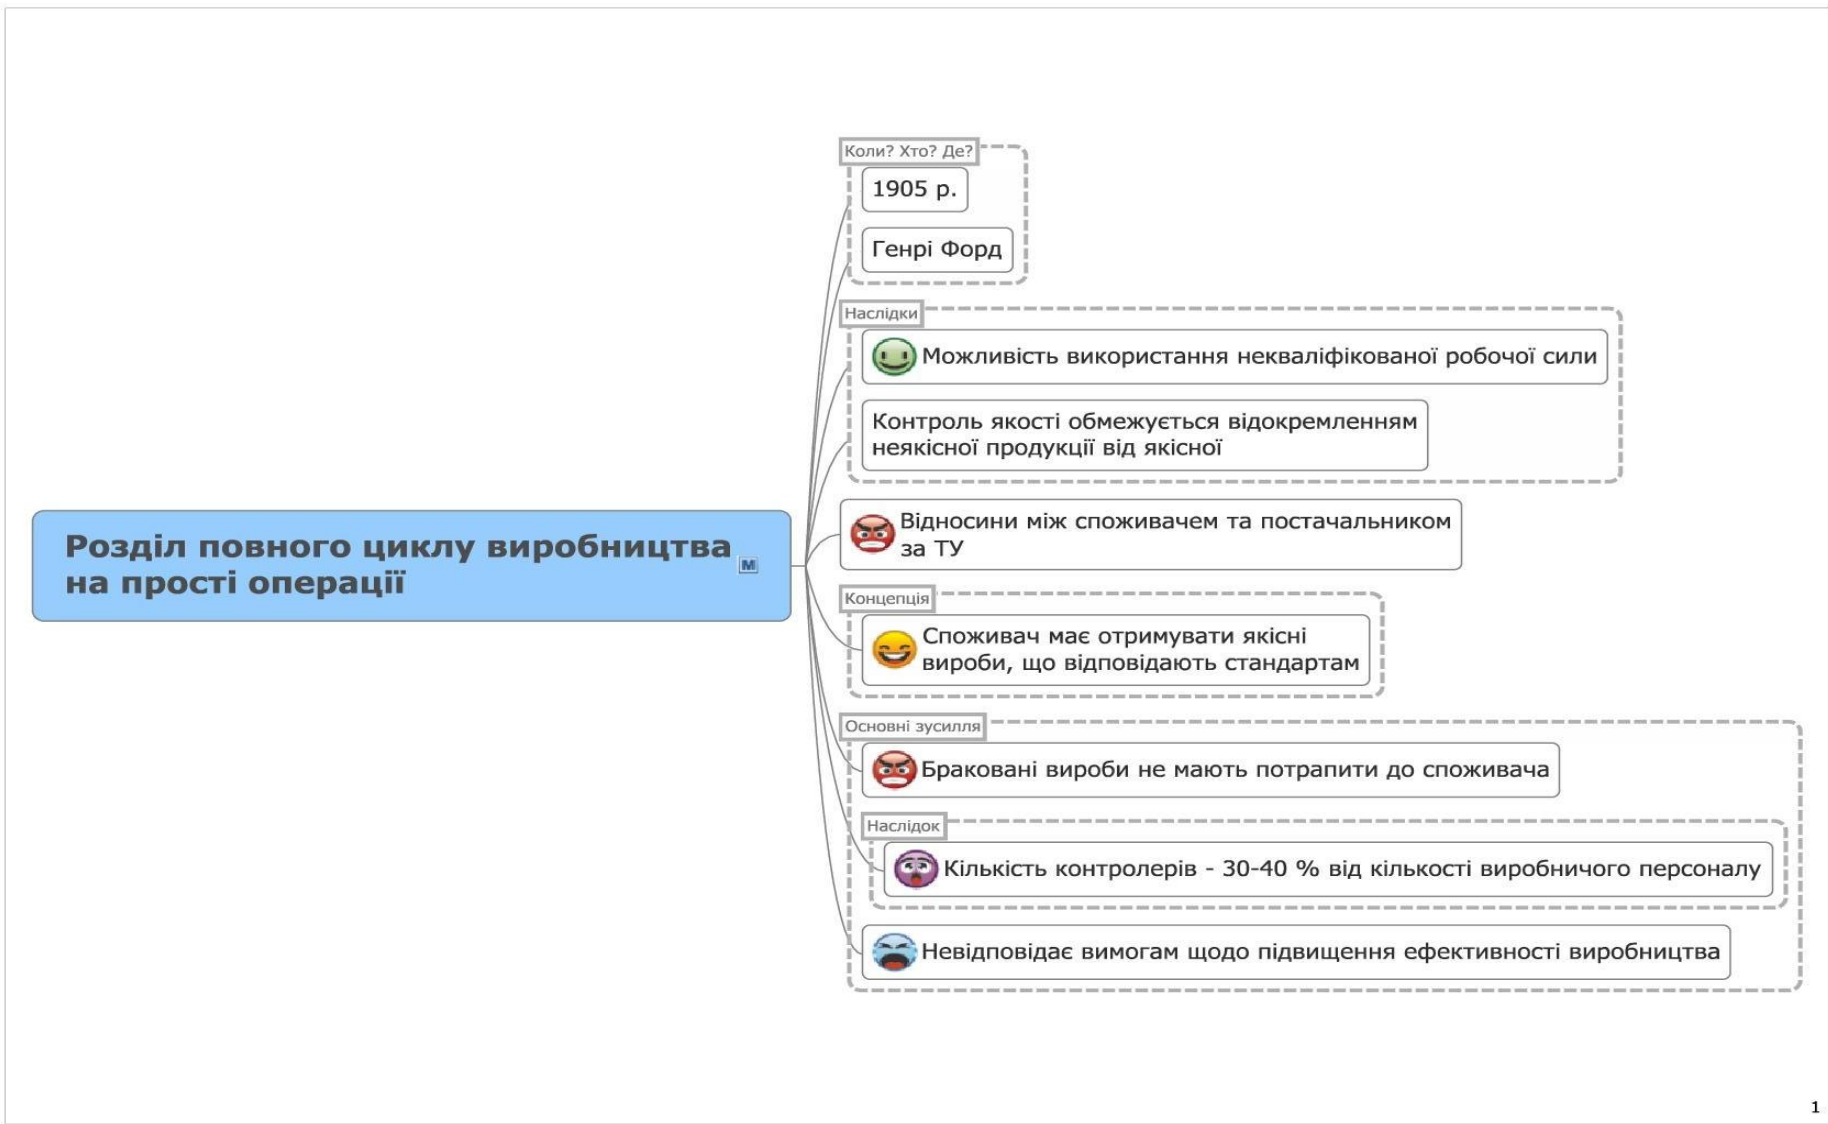 Коли? Хто? Де?
1905 р.
Генрі Форд
Наслідки
Можливість використання некваліфікованої робочої сили
Контроль якості обмежується відокремленням
неякісної продукції від якісної
Розділ повного циклу виробництва
на прості операції
M
Відносини між споживачем та постачальником
за ТУ
Концепція
Споживач має отримувати якісні
вироби, що відповідають стандартам
Основні зусилля
Браковані вироби не мають потрапити до споживача
Наслідок
Кількість контролерів - 30-40 % від кількості виробничого персоналу
Невідповідає вимогам щодо підвищення ефективності виробництва
1